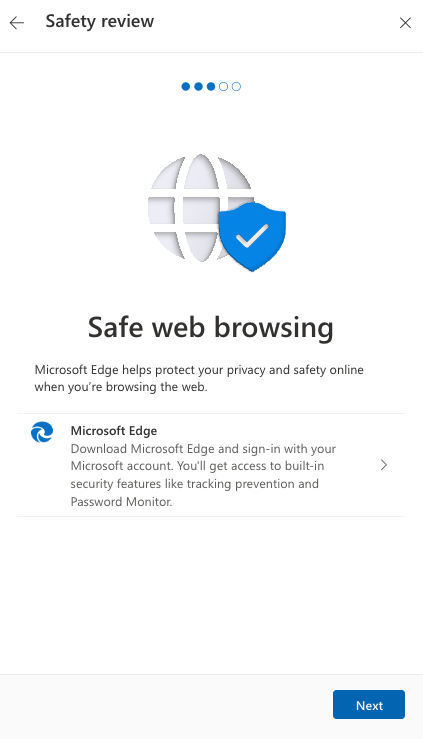 Safety review
Safe web browsing
Microsoft Edge helps protect your privacy and safety online
when you're browsing the web.
Microsoft Edge
Download Microsoft Edge and sign-in with your
Microsoft account. You'll get access to built-in
security features like tracking prevention and
Password Monitor.
Next